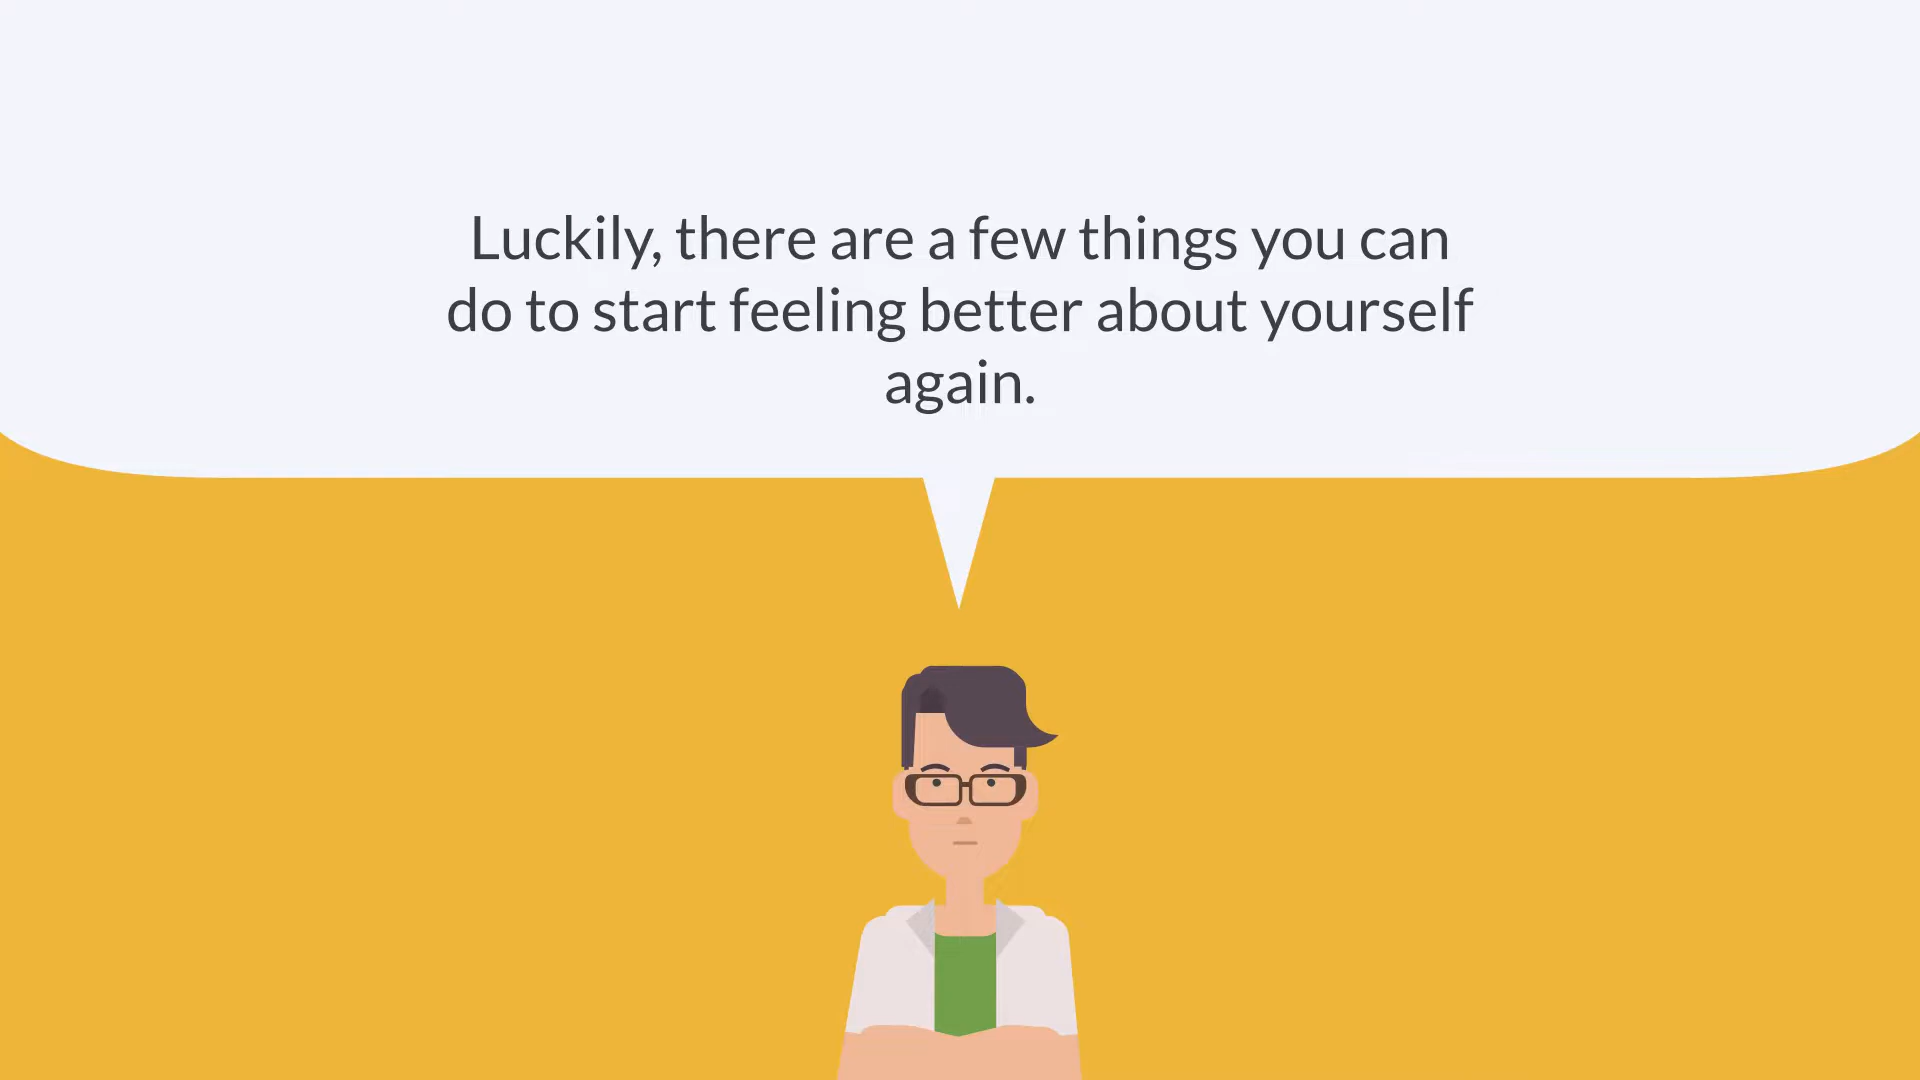 Luckily, there are a few things you can
do to start feeling better about yourself
again.